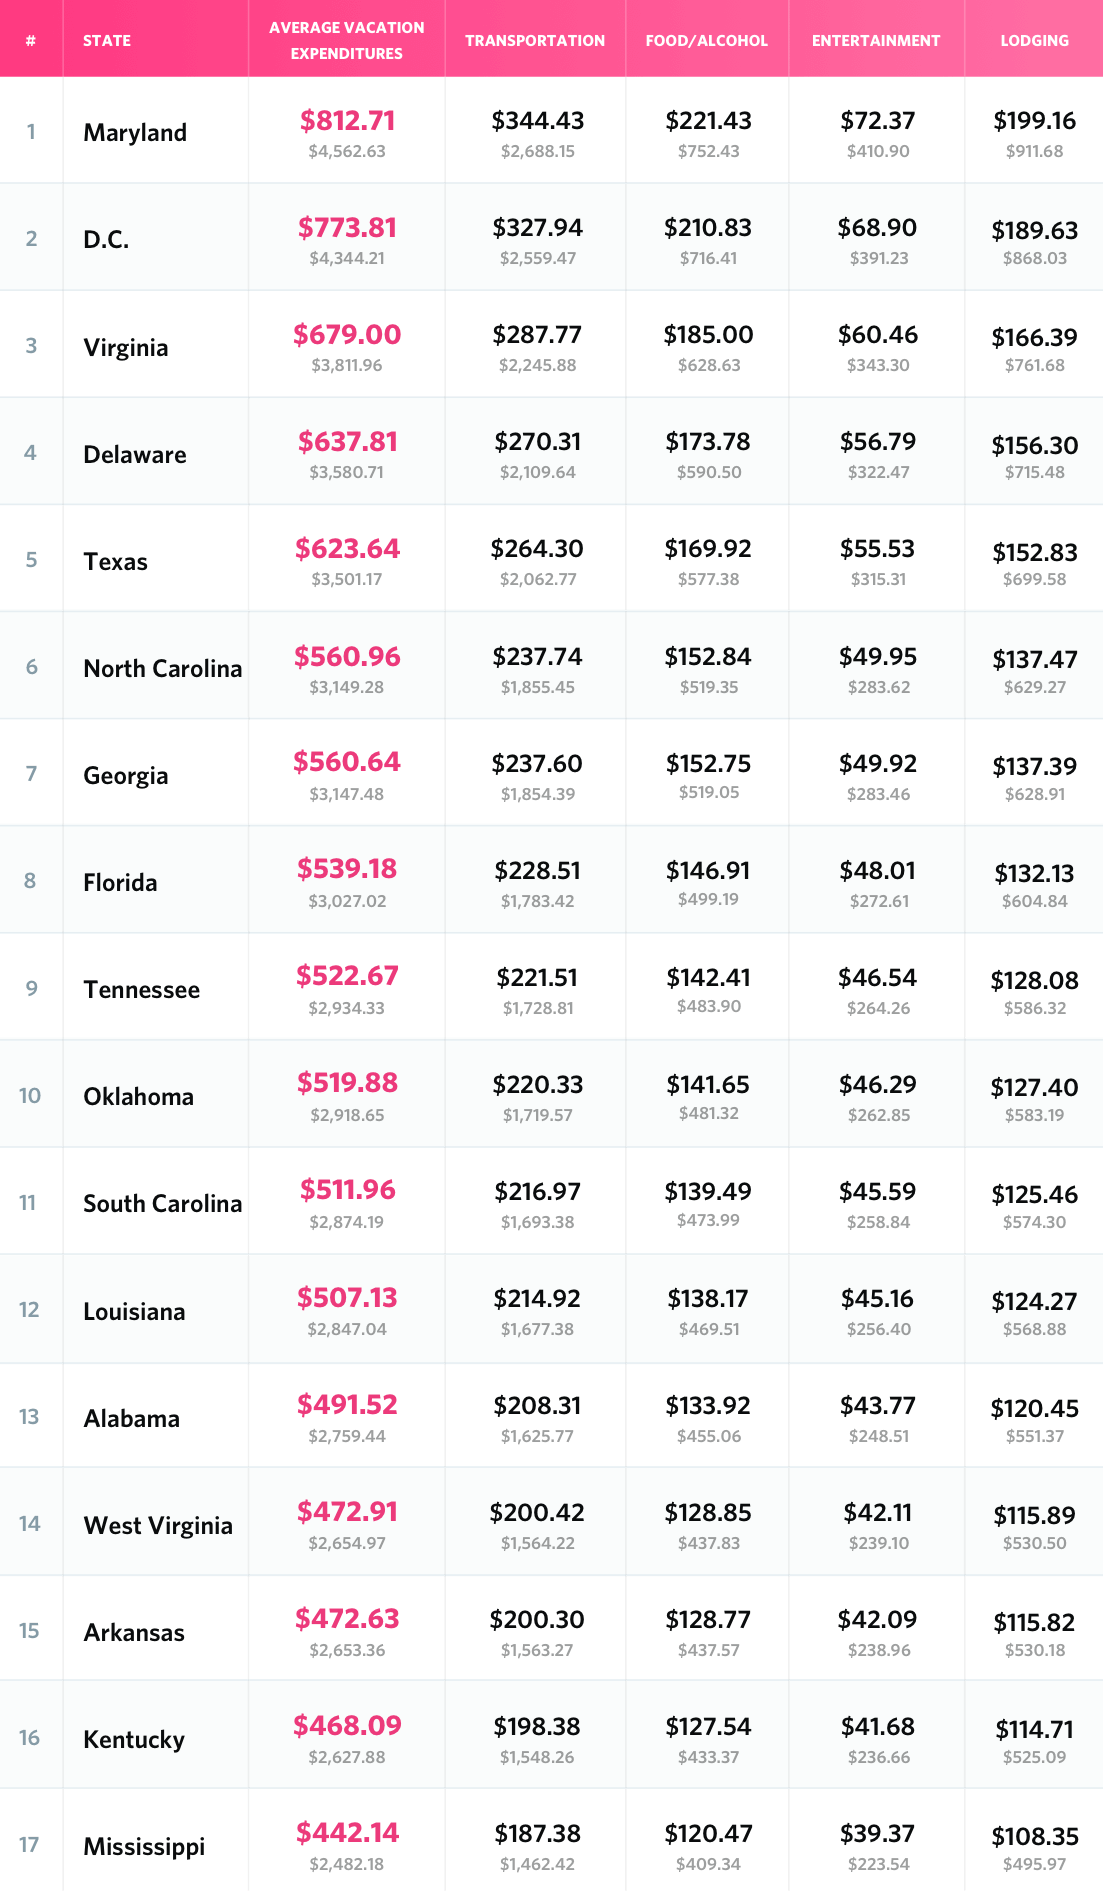 # STATE AVERAGE VACATION EXPENDITURES TRANSPORTATION FOOD/ALCOHOL ENTERTAINMENT LODGING
1 Maryland $812.71 $344.43 $221.43 $72.37 $199.16
$4,562.63 $2,688.15 $752.43 $410.90 $911.68
2 D.C. $773.81 $327.94 $210.83 $68.90 $189.63
$4,344.21 $2,559.47 $716.41 $391.23 $868.03
3 Virginia $679.00 $287.77 $185.00 $60.46 $166.39
$3,811.96 $2,245.88 $628.63 $343.30 $761.68
4 Delaware $637.81 $270.31 $173.78 $56.79 $156.30
$3,580.71 $2,109.64 $590.50 $322.47 $715.48
5 Texas $623.64 $264.30 $169.92 $55.53 $152.83
$3,501.17 $2,062.77 $577.38 $315.31 $699.58
6 North Carolina $560.96 $237.74 $152.84 $49.95 $137.47
$3,149.28 $1,855.45 $519.35 $283.62 $629.27
7 Georgia $560.64 $237.60 $152.75 $49.92 $137.39
$3,147.48 $1,854.39 $519.05 $283.46 $628.91
8 Florida $539.18 $228.51 $146.91 $48.01 $132.13
$3,027.02 $1,783.42 $499.19 $272.61 $604.84
9 Tennessee $522.67 $221.51 $142.41 $46.54 $128.08
$2,934.33 $1,728.81 $483.90 $264.26 $586.32
10 Oklahoma $519.88 $220.33 $141.65 $46.29 $127.40
$2,918.65 $1,719.57 $481.32 $262.85 $583.19
11 South Carolina $511.96 $216.97 $139.49 $45.59 $125.46
$2,874.19 $1,693.38 $473.99 $258.84 $574.30
12 Louisiana $507.13 $214.92 $138.17 $45.16 $124.27
$2,847.04 $1,677.38 $469.51 $256.40 $568.88
13 Alabama $491.52 $208.31 $133.92 $43.77 $120.45
$2,759.44 $1,625.77 $455.06 $248.51 $551.37
14 West Virginia $472.91 $200.42 $128.85 $42.11 $115.89
$2,654.97 $1,564.22 $437.83 $239.10 $530.50
15 Arkansas $472.63 $200.30 $128.77 $42.09 $115.82
$2,653.36 $1,563.27 $437.57 $238.96 $530.18
16 Kentucky $468.09 $198.38 $127.54 $41.68 $114.71
$2,627.88 $1,548.26 $433.37 $236.66 $525.09
17 Mississippi $442.14 $187.38 $120.47 $39.37 $108.35
$2,482.18 $1,462.42 $409.34 $223.54 $495.97